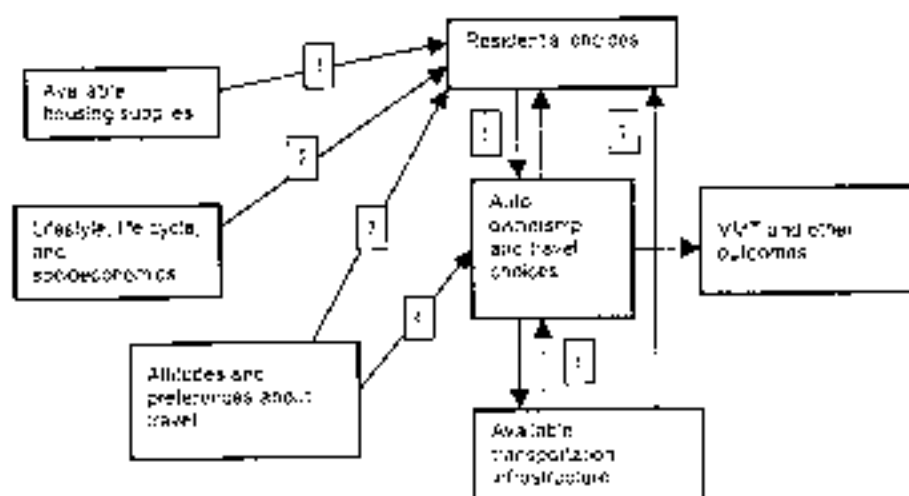 Residential choices
Available
housing supplies
Lifestyle, life cycle,
and
socioeconomics
Auto
ownership
and travel
choices
VMT and other
outcomes
Attitudes and
preferences about
travel
Available
transportation
infrastructure